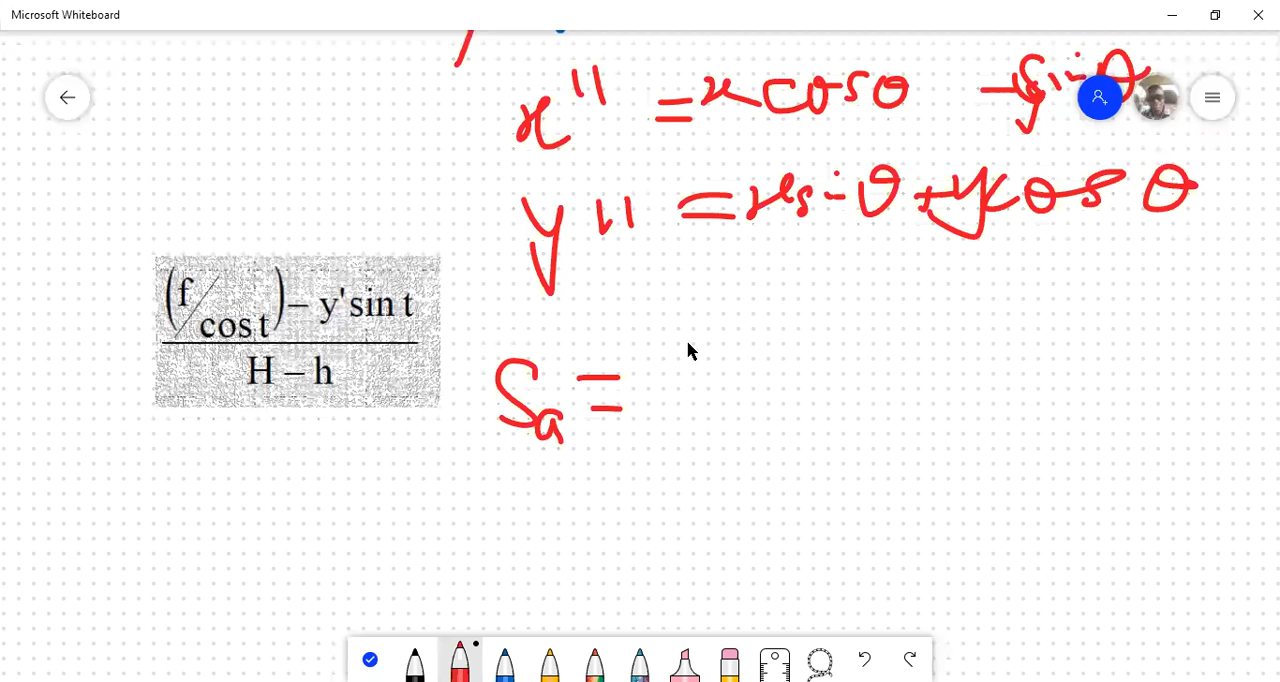 Microsoft Whiteboard
x'' = x cos θ - y sin θ
y'' = x sin θ + y cos θ
(f/cos t) – y' sin t
H – h
Sa =